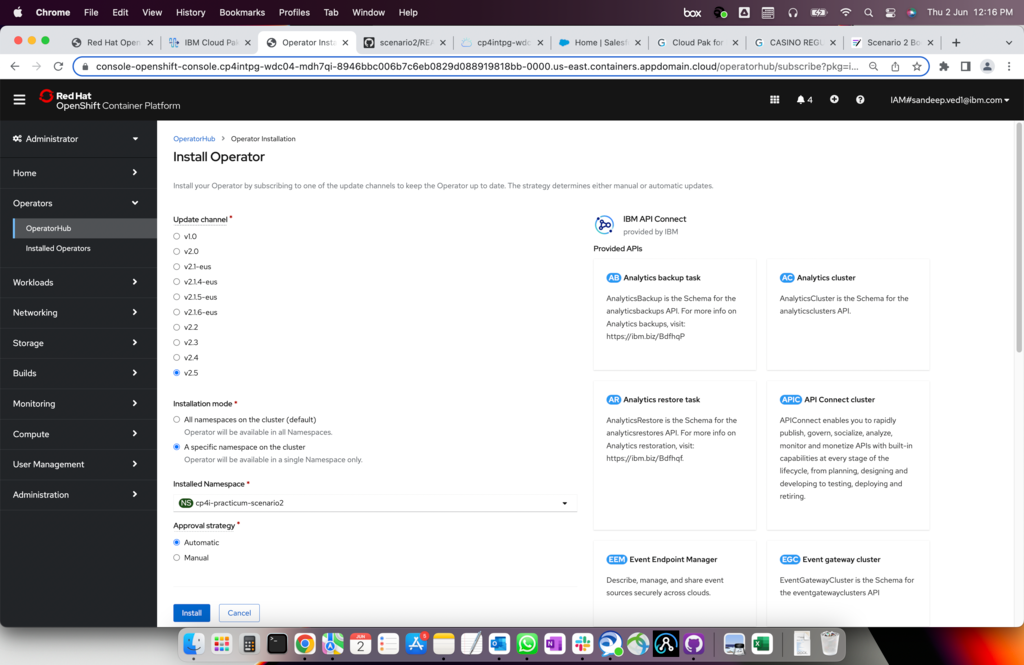 Chrome File Edit View History Bookmarks Profiles Tab Window Help
box Thu 2 Jun 12:16 PM
Red Hat Open IBM Cloud Pa Operator Insta scenario2/RE cp4intpg-wdc Home | Sales Cloud Pak for CASINO REGU Scenario 2 Bo
console-openshift-console.cp4intpg-wdc04-mdh7qi-8946bbc006b7c6eb0829d088919818bb-0000.us-east.containers.appdomain.cloud/operatorhub/subscribe?pkg=i...
Red Hat
OpenShift Container Platform
4
IAM#sandeep.ved1@ibm.com
Administrator
Home
Operators
OperatorHub
Installed Operators
Workloads
Networking
Storage
Builds
Monitoring
Compute
User Management
Administration
OperatorHub > Operator Installation
Install Operator
Install your Operator by subscribing to one of the update channels to keep the Operator up to date. The strategy determines either manual or automatic updates.
Update channel *
v1.0
v2.0
v2.1-eus
v2.1.4-eus
v2.1.5-eus
v2.1.6-eus
v2.2
v2.3
v2.4
v2.5
Installation mode *
All namespaces on the cluster (default)
Operator will be available in all Namespaces.
A specific namespace on the cluster
Operator will be available in a single Namespace only.
Installed Namespace *
NS cp4i-practicum-scenario2
Approval strategy *
Automatic
Manual
Install Cancel
IBM API Connect
provided by IBM
Provided APIs
AB Analytics backup task
AnalyticsBackup is the Schema for the
analyticsbackups API. For more info on
Analytics backups, visit:
https://ibm.biz/BdfhqP
AC Analytics cluster
AnalyticsCluster is the Schema for the
analyticsclusters API.
AR Analytics restore task
AnalyticsRestore is the Schema for the
analyticsrestores API. For more info on
Analytics restoration, visit:
https://ibm.biz/Bdfhqf.
APIC API Connect cluster
APIConnect enables you to rapidly
publish, govern, socialize, analyze,
monitor and monetize APIs with built-in
capabilities at every stage of the
lifecycle, from planning, designing and
developing to testing, deploying and
retiring.
EEM Event Endpoint Manager
Describe, manage, and share event
sources securely across clouds.
EGC Event gateway cluster
EventGatewayCluster is the Schema for
the eventgatewayclusters API
JUN
2